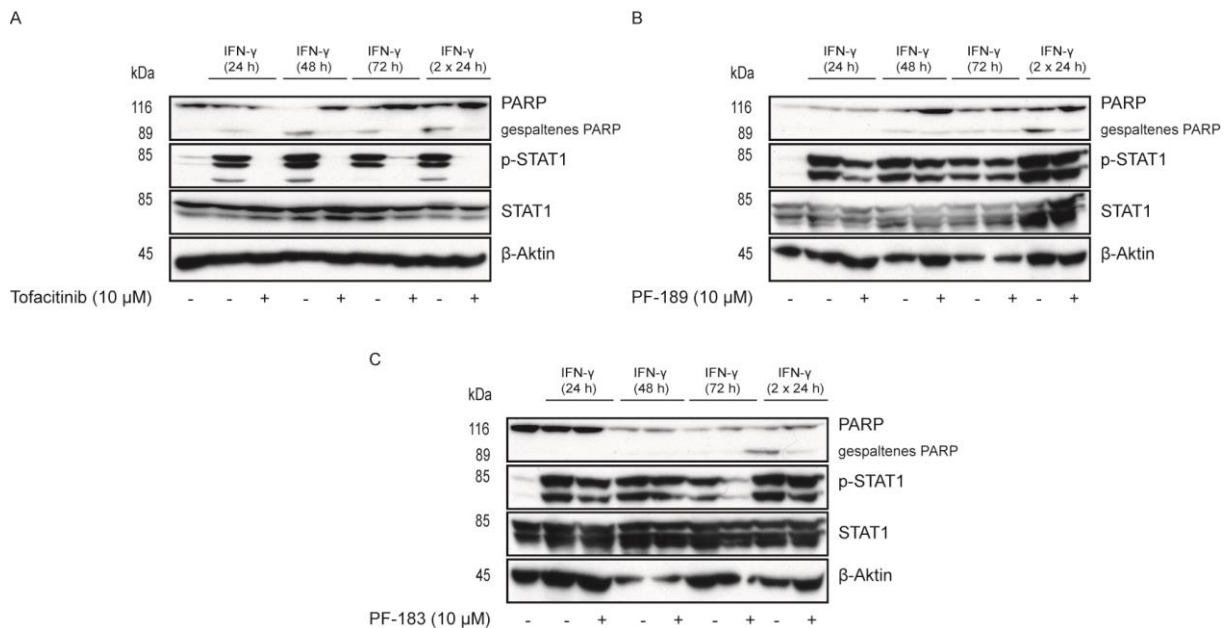 A
IFN-γ IFN-γ IFN-γ IFN-γ
(24 h) (48 h) (72 h) (2 x 24 h)
kDa
116 PARP
89 gespaltenes PARP
85 p-STAT1
85 STAT1
45 β-Aktin
Tofacitinib (10 µM) - - + - + - + - +
B
IFN-γ IFN-γ IFN-γ IFN-γ
(24 h) (48 h) (72 h) (2 x 24 h)
kDa
116 PARP
89 gespaltenes PARP
85 p-STAT1
85 STAT1
45 β-Aktin
PF-189 (10 µM) - - + - + - + - +
C
IFN-γ IFN-γ IFN-γ IFN-γ
(24 h) (48 h) (72 h) (2 x 24 h)
kDa
116 PARP
89 gespaltenes PARP
85 p-STAT1
85 STAT1
45 β-Aktin
PF-183 (10 µM) - - + - + - + - +